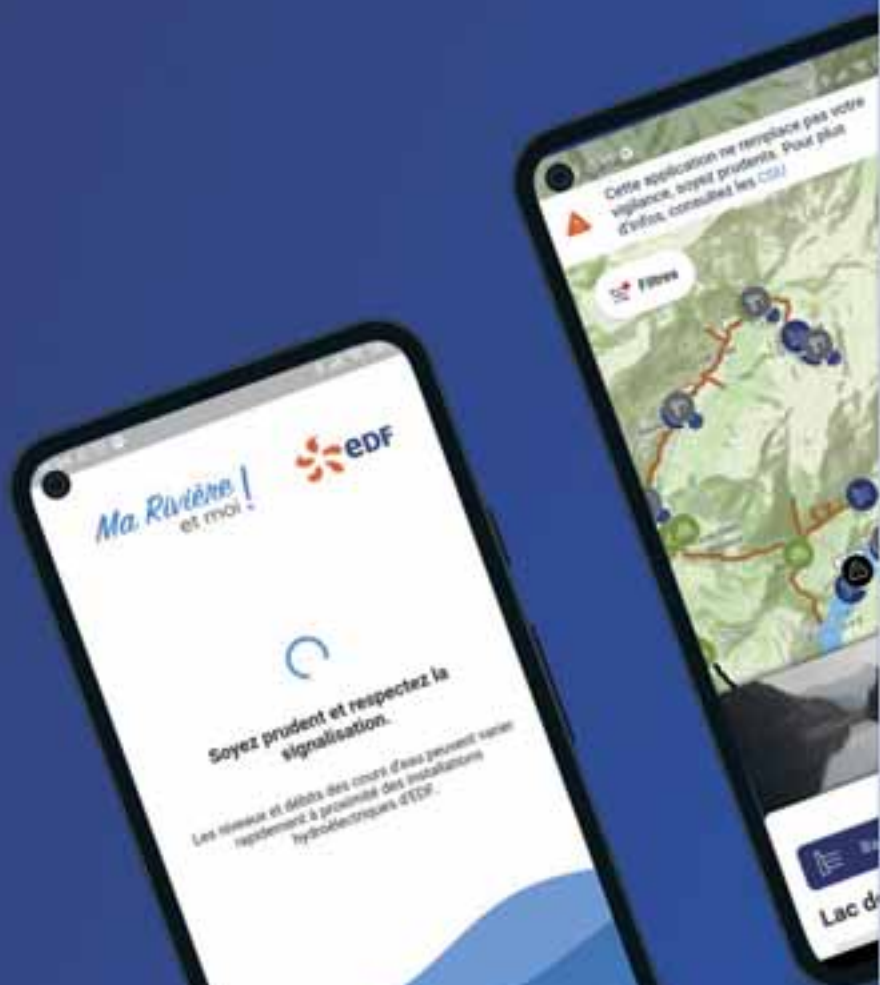 Ma Rivière !
et moi
eDF
Soyez prudent et respectez la
signalisation.
Les niveaux et débits des cours d'eau peuvent varier
rapidement à proximité des installations
hydroélectriques d'EDF.
Cette application ne remplace pas votre
vigilance, soyez prudents. Pour plus
d'infos, consultez les CGU
Filtres
Lac d